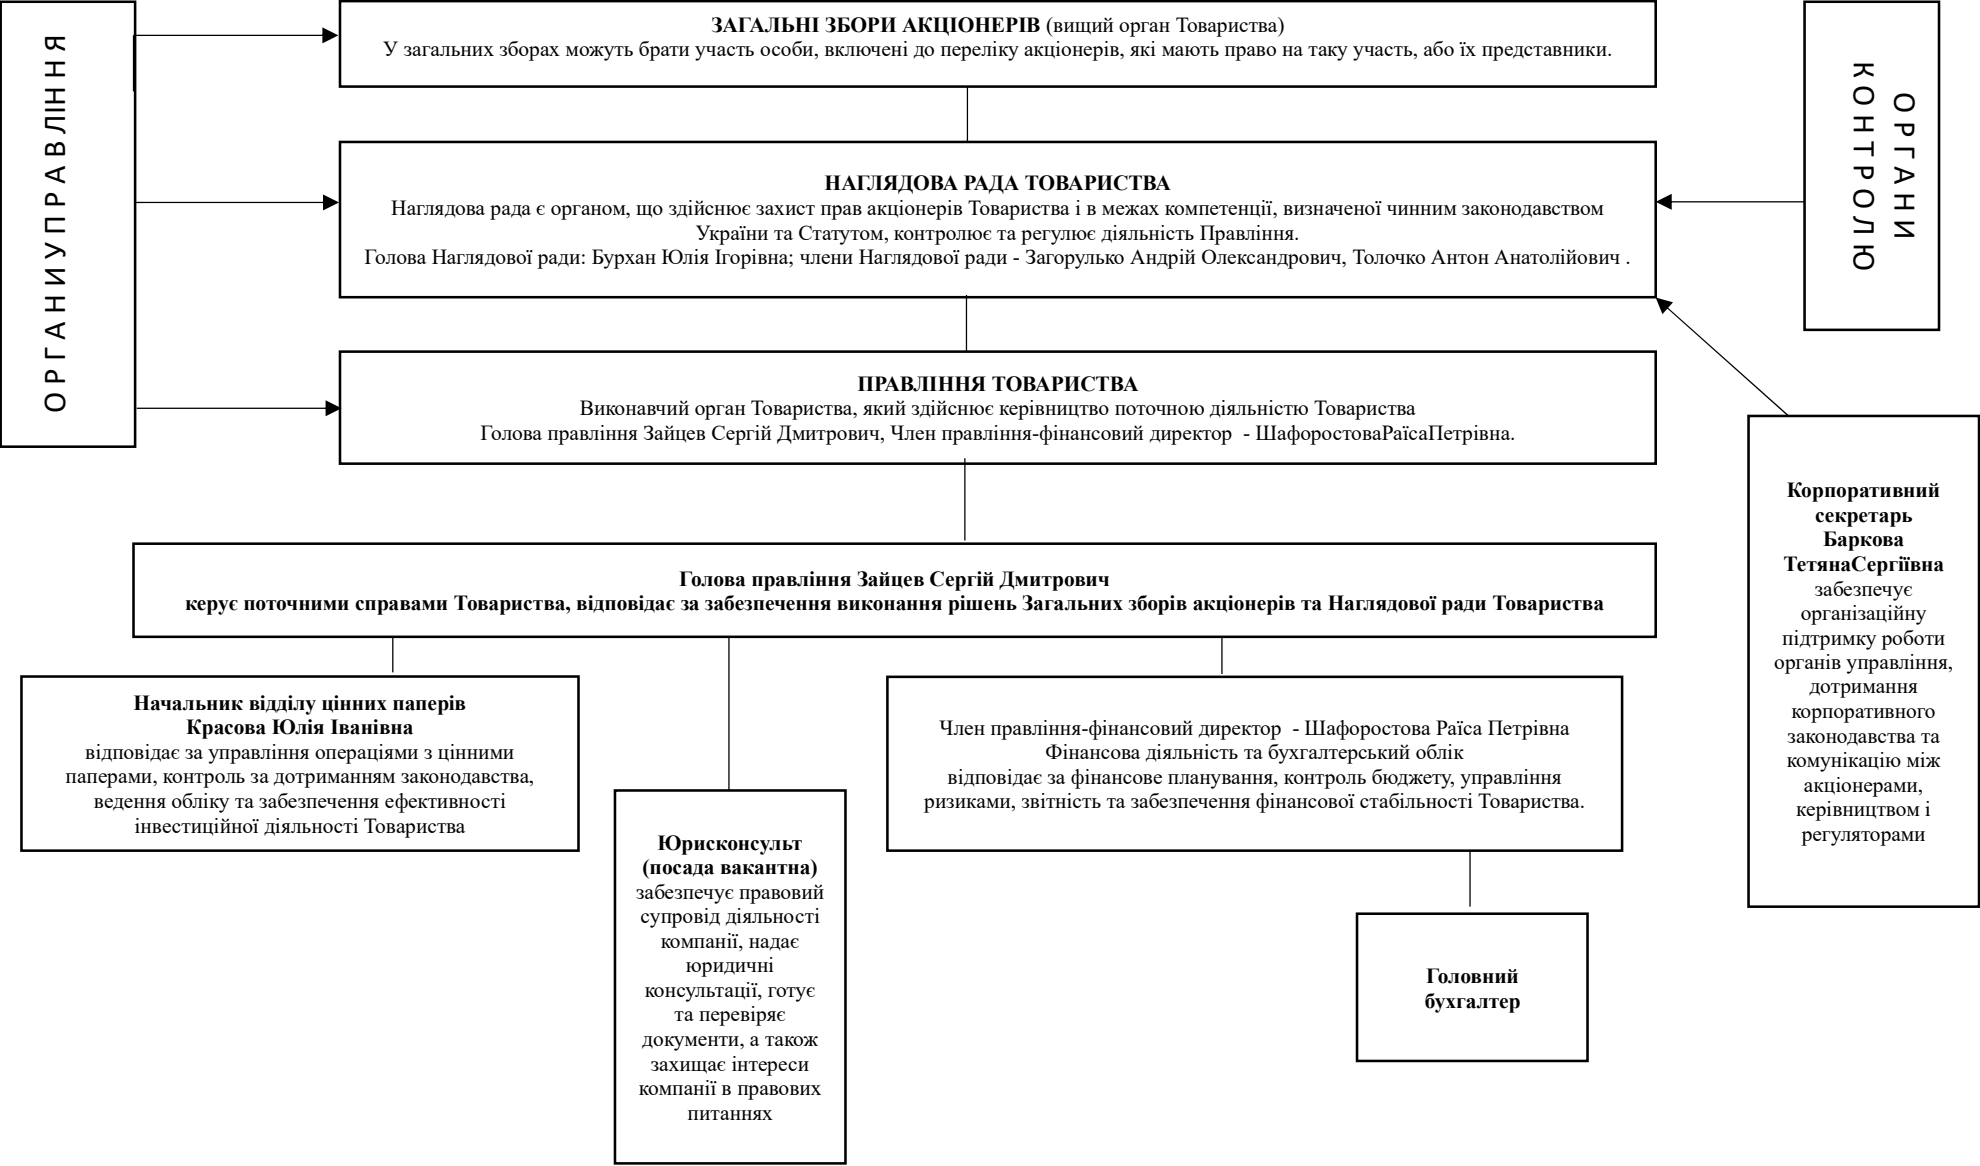 ОРГАНИУПРАВЛІННЯ
ЗАГАЛЬНІ ЗБОРИ АКЦІОНЕРІВ (вищий орган Товариства)
У загальних зборах можуть брати участь особи, включені до переліку акціонерів, які мають право на таку участь, або їх представники.
ОРГАНИ
КОНТРОЛЮ
НАГЛЯДОВА РАДА ТОВАРИСТВА
Наглядова рада є органом, що здійснює захист прав акціонерів Товариства і в межах компетенції, визначеної чинним законодавством
України та Статутом, контролює та регулює діяльність Правління.
Голова Наглядової ради: Бурхан Юлія Ігорівна; члени Наглядової ради - Загорулько Андрій Олександрович, Толочко Антон Анатолійович .
ПРАВЛІННЯ ТОВАРИСТВА
Виконавчий орган Товариства, який здійснює керівництво поточною діяльністю Товариства
Голова правління Зайцев Сергій Дмитрович, Член правління-фінансовий директор  - ШафоростоваРаїсаПетрівна.
Корпоративний
секретарь
Баркова
ТетянаСергіївна
забезпечує
організаційну
підтримку роботи
органів управління,
дотримання
корпоративного
законодавства та
комунікацію між
акціонерами,
керівництвом і
регуляторами
Голова правління Зайцев Сергій Дмитрович
керує поточними справами Товариства, відповідає за забезпечення виконання рішень Загальних зборів акціонерів та Наглядової ради Товариства
Начальник відділу цінних паперів
Красова Юлія Іванівна
відповідає за управління операціями з цінними
паперами, контроль за дотриманням законодавства,
ведення обліку та забезпечення ефективності
інвестиційної діяльності Товариства
Юрисконсульт
(посада вакантна)
забезпечує правовий
супровід діяльності
компанії, надає
юридичні
консультації, готує
та перевіряє
документи, а також
захищає інтереси
компанії в правових
питаннях
Член правління-фінансовий директор  - Шафоростова Раїса Петрівна
Фінансова діяльність та бухгалтерський облік
відповідає за фінансове планування, контроль бюджету, управління
ризиками, звітність та забезпечення фінансової стабільності Товариства.
Головний
бухгалтер